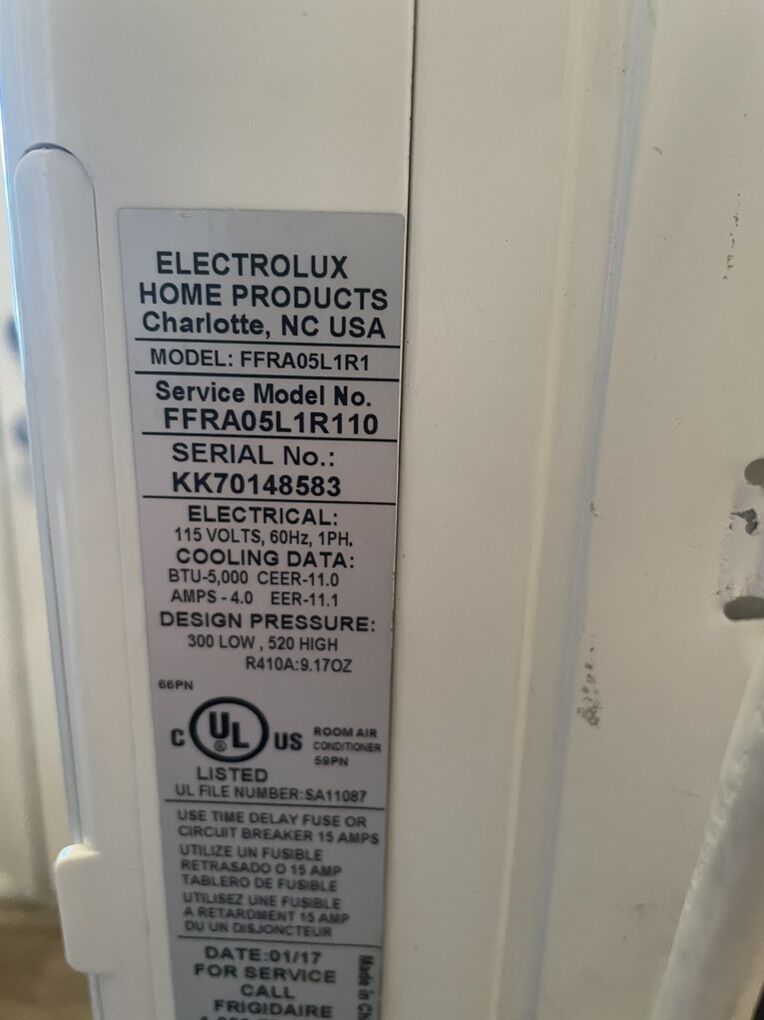 ELECTROLUX
HOME PRODUCTS
Charlotte, NC USA
MODEL: FFRA05L1R1
Service Model No.
FFRA05L1R110
SERIAL No.:
KK70148583
ELECTRICAL:
115 VOLTS, 60Hz, 1PH.
COOLING DATA:
BTU-5,000 CEER-11.0
AMPS - 4.0 EER-11.1
DESIGN PRESSURE:
300 LOW , 520 HIGH
R410A:9.17OZ
66PN
C UL ® US
ROOM AIR
CONDITIONER
59PN
LISTED
UL FILE NUMBER:SA11087
USE TIME DELAY FUSE OR
CIRCUIT BREAKER 15 AMPS
UTILIZE UN FUSIBLE
RETRASADO O 15 AMP
TABLERO DE FUSIBLE
UTILISEZ UNE FUSIBLE
A RETARDMENT 15 AMP
DU UN DISJONCTEUR
DATE:01/17
FOR SERVICE
CALL
FRIGIDAIRE
Made in